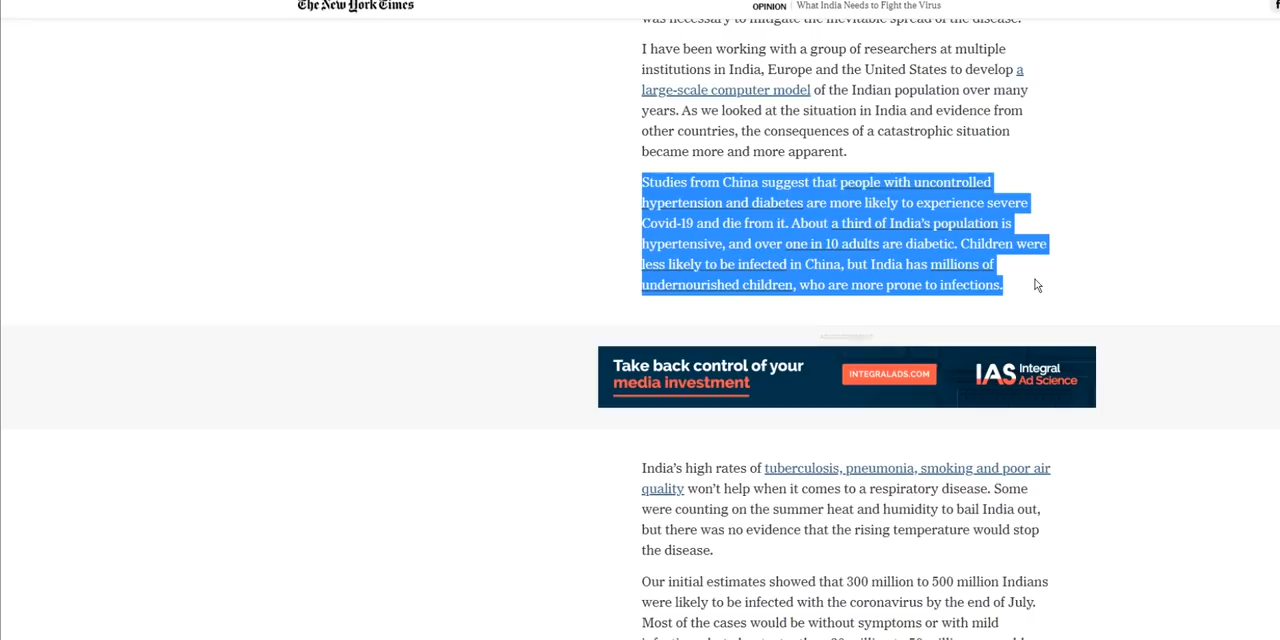 The New York Times
OPINION | What India Needs to Fight the Virus
was necessary to mitigate the inevitable spread of the disease.
I have been working with a group of researchers at multiple
institutions in India, Europe and the United States to develop a
large-scale computer model of the Indian population over many
years. As we looked at the situation in India and evidence from
other countries, the consequences of a catastrophic situation
became more and more apparent.
Studies from China suggest that people with uncontrolled
hypertension and diabetes are more likely to experience severe
Covid-19 and die from it. About a third of India's population is
hypertensive, and over one in 10 adults are diabetic. Children were
less likely to be infected in China, but India has millions of
undernourished children, who are more prone to infections.
ADVERTISEMENT
Take back control of your
media investment
INTEGRALADS.COM
IAS Integral
Ad Science
India's high rates of tuberculosis, pneumonia, smoking and poor air
quality won't help when it comes to a respiratory disease. Some
were counting on the summer heat and humidity to bail India out,
but there was no evidence that the rising temperature would stop
the disease.
Our initial estimates showed that 300 million to 500 million Indians
were likely to be infected with the coronavirus by the end of July.
Most of the cases would be without symptoms or with mild